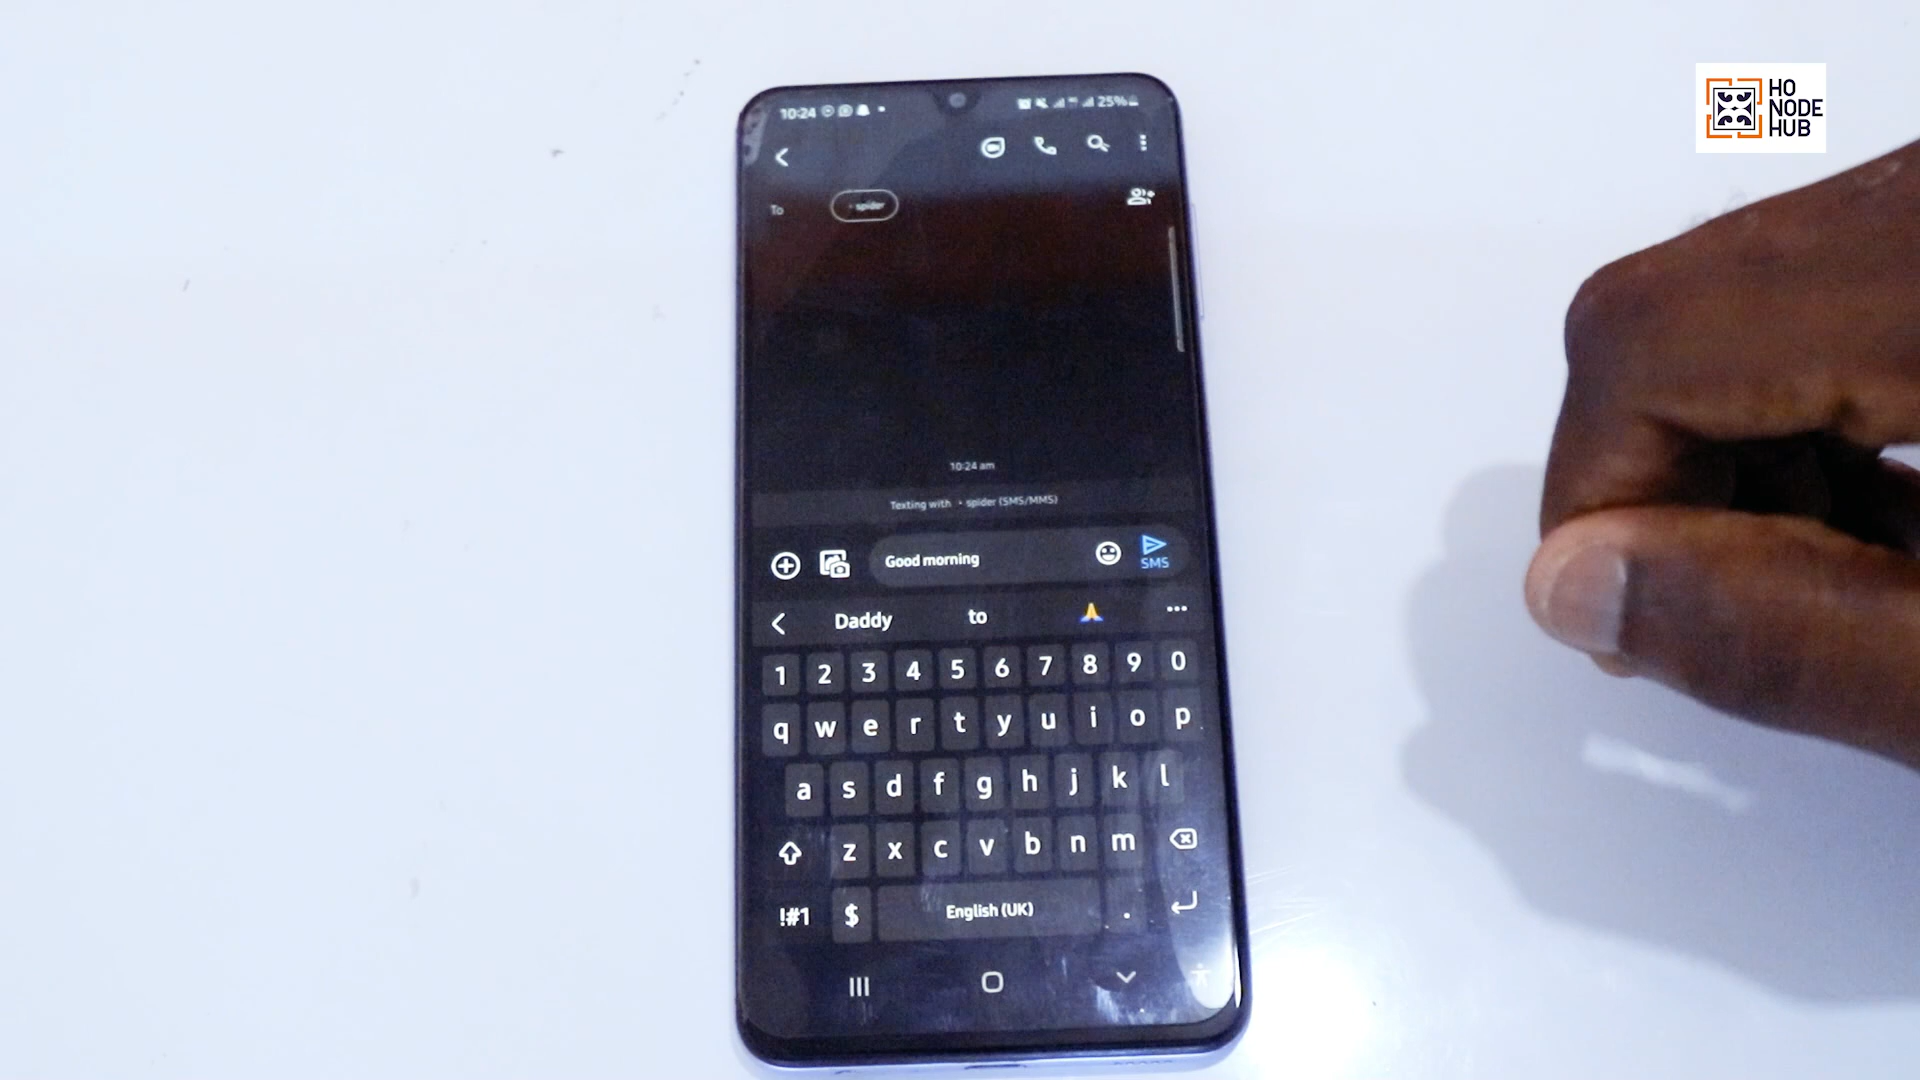 HO
NODE
HUB
10:24
25%
To
spider
10:24 am
Texting with • spider (SMS/MMS)
Good morning
SMS
Daddy to 🙏
1 2 3 4 5 6 7 8 9 0
q w e r t y u i o p
a s d f g h j k l
z x c v b n m
!#1 $ English (UK) .